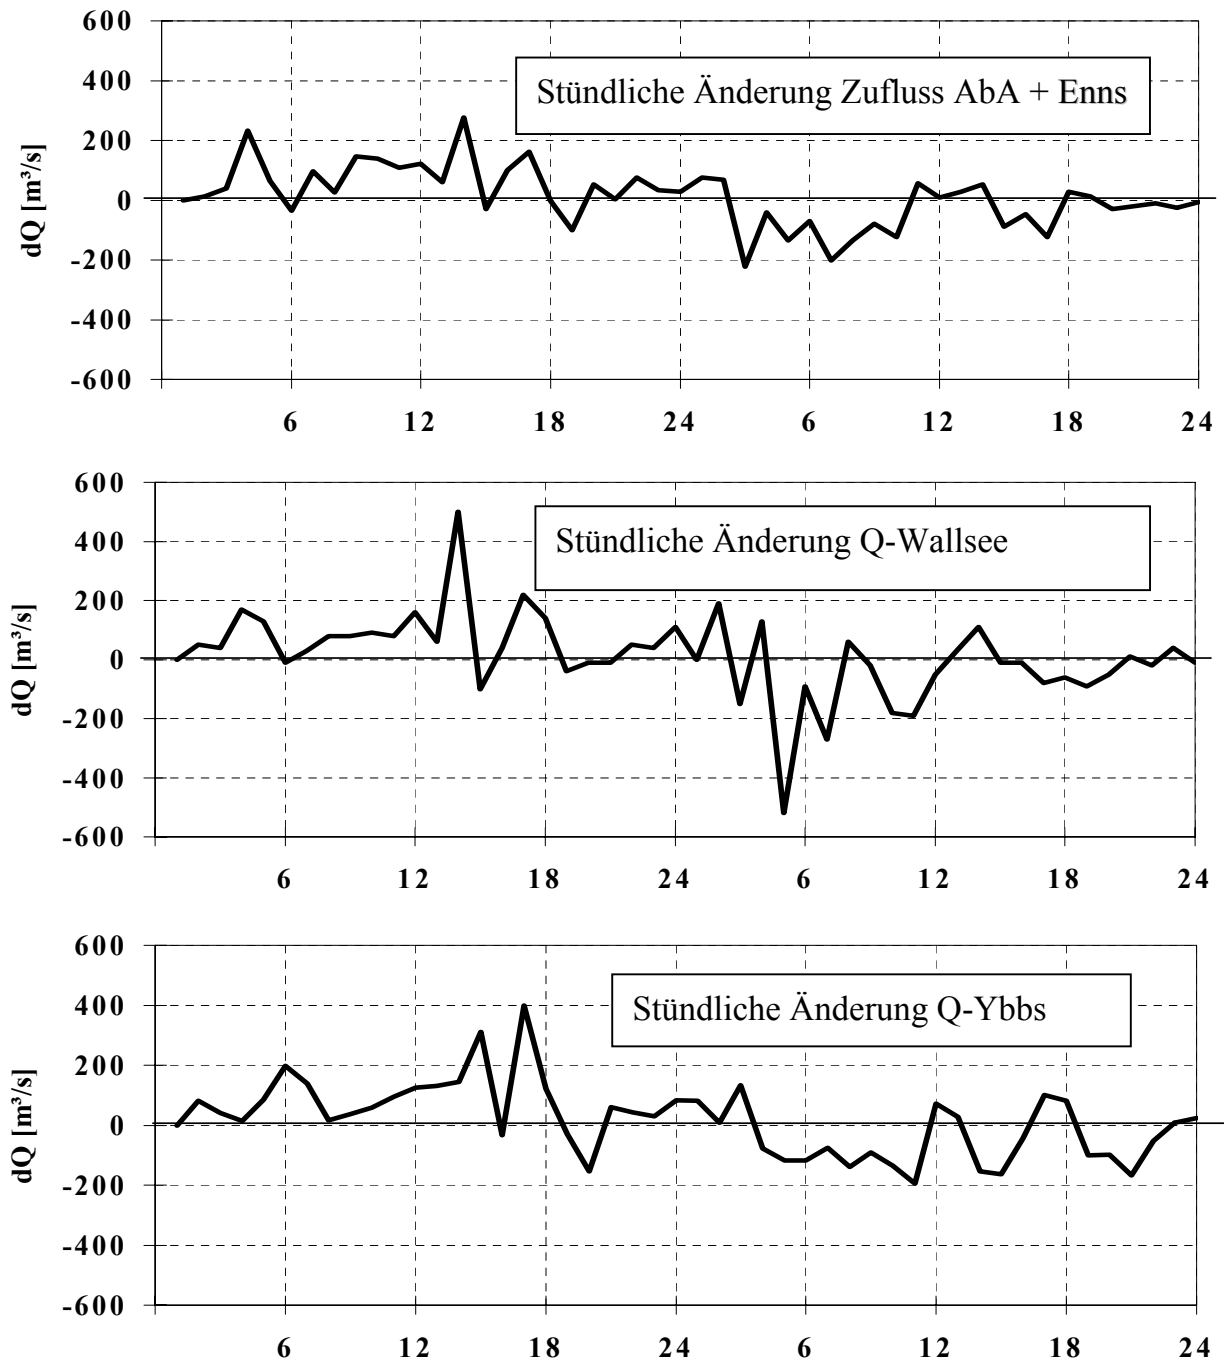 600
400
200
0
-200
-400
-600
dQ [m³/s]
Stündliche Änderung Zufluss AbA + Enns
6 12 18 24 6 12 18 24
600
400
200
0
-200
-400
-600
dQ [m³/s]
Stündliche Änderung Q-Wallsee
6 12 18 24 6 12 18 24
600
400
200
0
-200
-400
-600
dQ [m³/s]
Stündliche Änderung Q-Ybbs
6 12 18 24 6 12 18 24